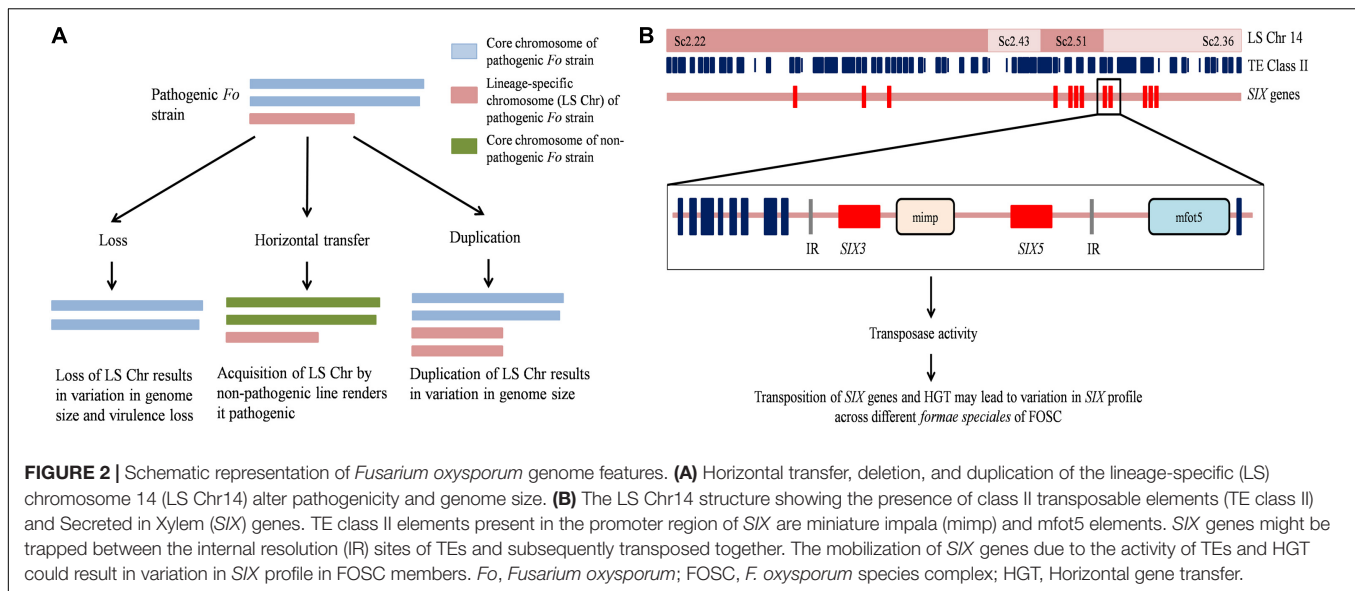 A
Core chromosome of
pathogenic Fo strain
Lineage-specific
chromosome (LS Chr) of
pathogenic Fo strain
Core chromosome of non-
pathogenic Fo strain
Pathogenic Fo
strain
Loss
Horizontal transfer
Duplication
Loss of LS Chr results
in variation in genome
size and virulence loss
Acquisition of LS Chr by
non-pathogenic line renders
it pathogenic
Duplication of LS Chr results
in variation in genome size
B
Sc2.22
Sc2.43
Sc2.51
Sc2.36
LS Chr 14
TE Class II
SIX genes
IR
SIX3
mimp
SIX5
IR
mfot5
Transposase activity
Transposition of SIX genes and HGT may lead to variation in SIX profile
across different formae speciales of FOSC
FIGURE 2 | Schematic representation of Fusarium oxysporum genome features. (A) Horizontal transfer, deletion, and duplication of the lineage-specific (LS)
chromosome 14 (LS Chr14) alter pathogenicity and genome size. (B) The LS Chr14 structure showing the presence of class II transposable elements (TE class II)
and Secreted in Xylem (SIX) genes. TE class II elements present in the promoter region of SIX are miniature impala (mimp) and mfot5 elements. SIX genes might be
trapped between the internal resolution (IR) sites of TEs and subsequently transposed together. The mobilization of SIX genes due to the activity of TEs and HGT
could result in variation in SIX profile in FOSC members. Fo, Fusarium oxysporum; FOSC, F. oxysporum species complex; HGT, Horizontal gene transfer.